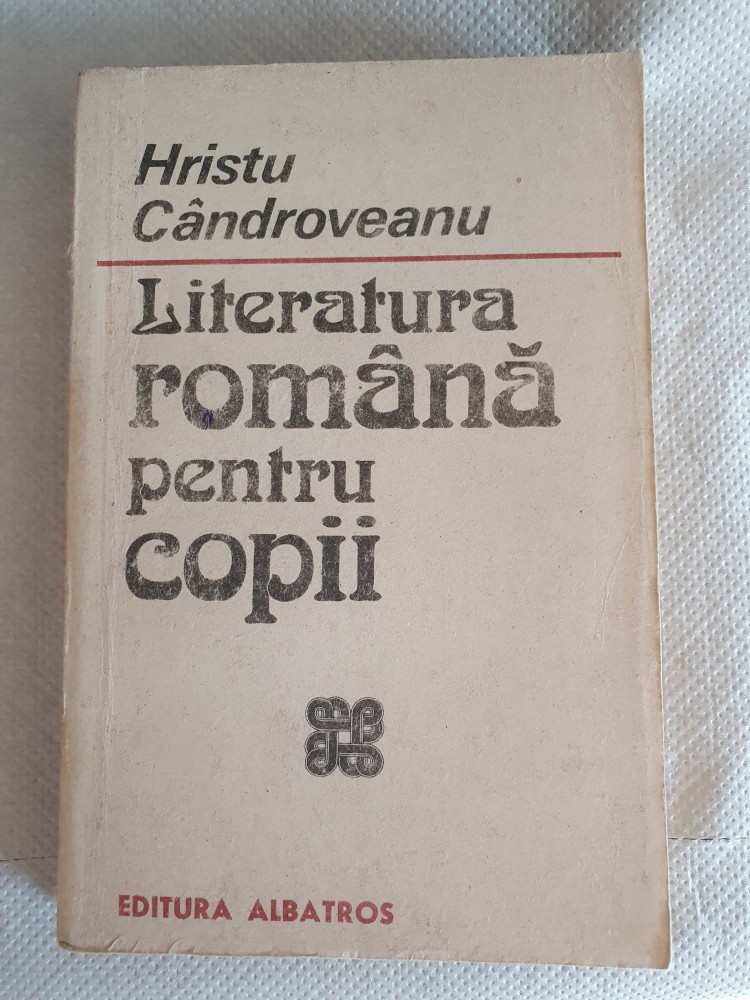 Hristu
Cândroveanu
Literatura
română
pentru
copii
EDITURA ALBATROS